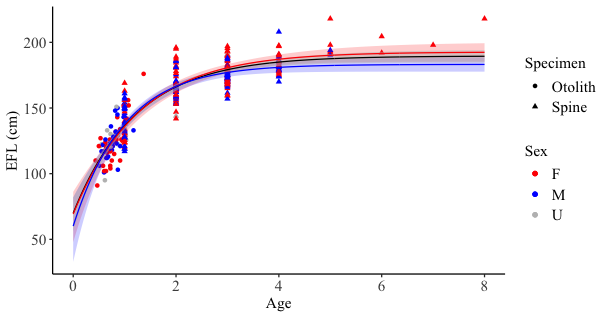 200
150
100
50
EFL (cm)
0
2
4
6
8
Age
Specimen
Otolith
Spine
Sex
F
M
U